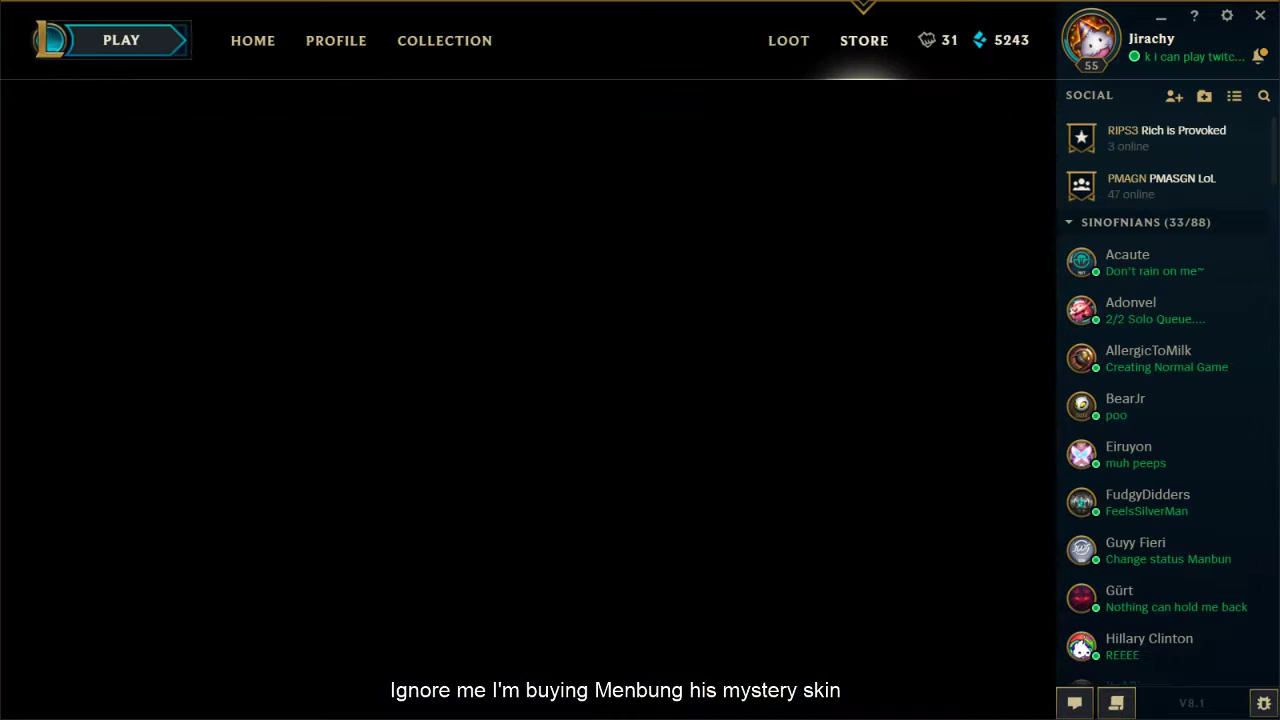 PLAY
HOME
PROFILE
COLLECTION
LOOT
STORE
31
5243
Jirachy
k i can play twitc...
55
SOCIAL
RIPS3 Rich is Provoked
3 online
PMAGN PMASGN LoL
47 online
SINOFNIANS (33/88)
Acaute
Don't rain on me~
Adonvel
2/2 Solo Queue....
AllergicToMilk
Creating Normal Game
BearJr
poo
Eiruyon
muh peeps
FudgyDidders
FeelsSilverMan
Guyy Fieri
Change status Manbun
Gürt
Nothing can hold me back
Hillary Clinton
REEEE
Ignore me I'm buying Menbung his mystery skin
V8.1